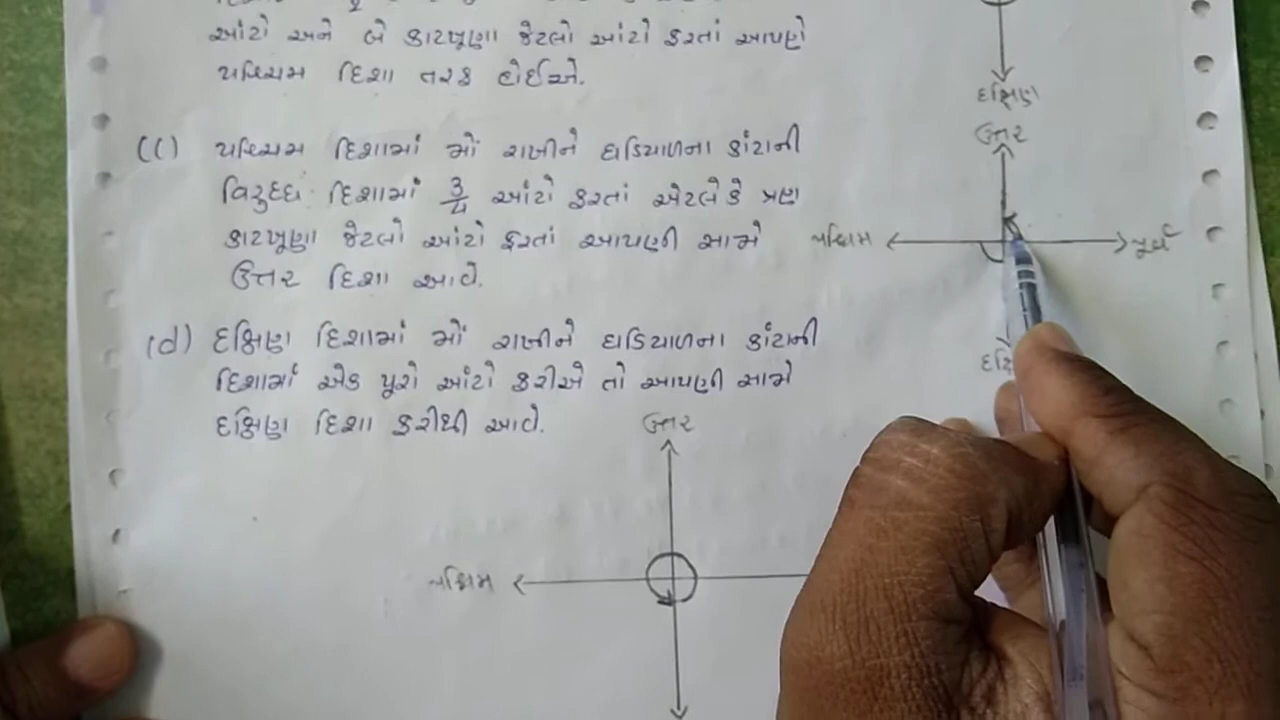 આંટો અને બે કાટખૂણા જેટલો આંટો ફરતાં આપણે
પશ્ચિમ દિશા તરફ હોઈએ.
દક્ષિણ
(C) પશ્ચિમ દિશામાં મોં રાખીને ઘડિયાળના કાંટાની
વિરુદ્ધ દિશામાં 3/4 આંટો ફરતાં એટલે કે ત્રણ
કાટખૂણા જેટલો આંટો ફરતાં આપણી સામે
ઉત્તર દિશા આવે.
ઉત્તર
પશ્ચિમ
પૂર્વ
(d) દક્ષિણ દિશામાં મોં રાખીને ઘડિયાળના કાંટાની
દિશામાં એક પૂરો આંટો ફરીએ તો આપણી સામે
દક્ષિણ દિશા ફરીથી આવે.
ઉત્તર
પશ્ચિમ